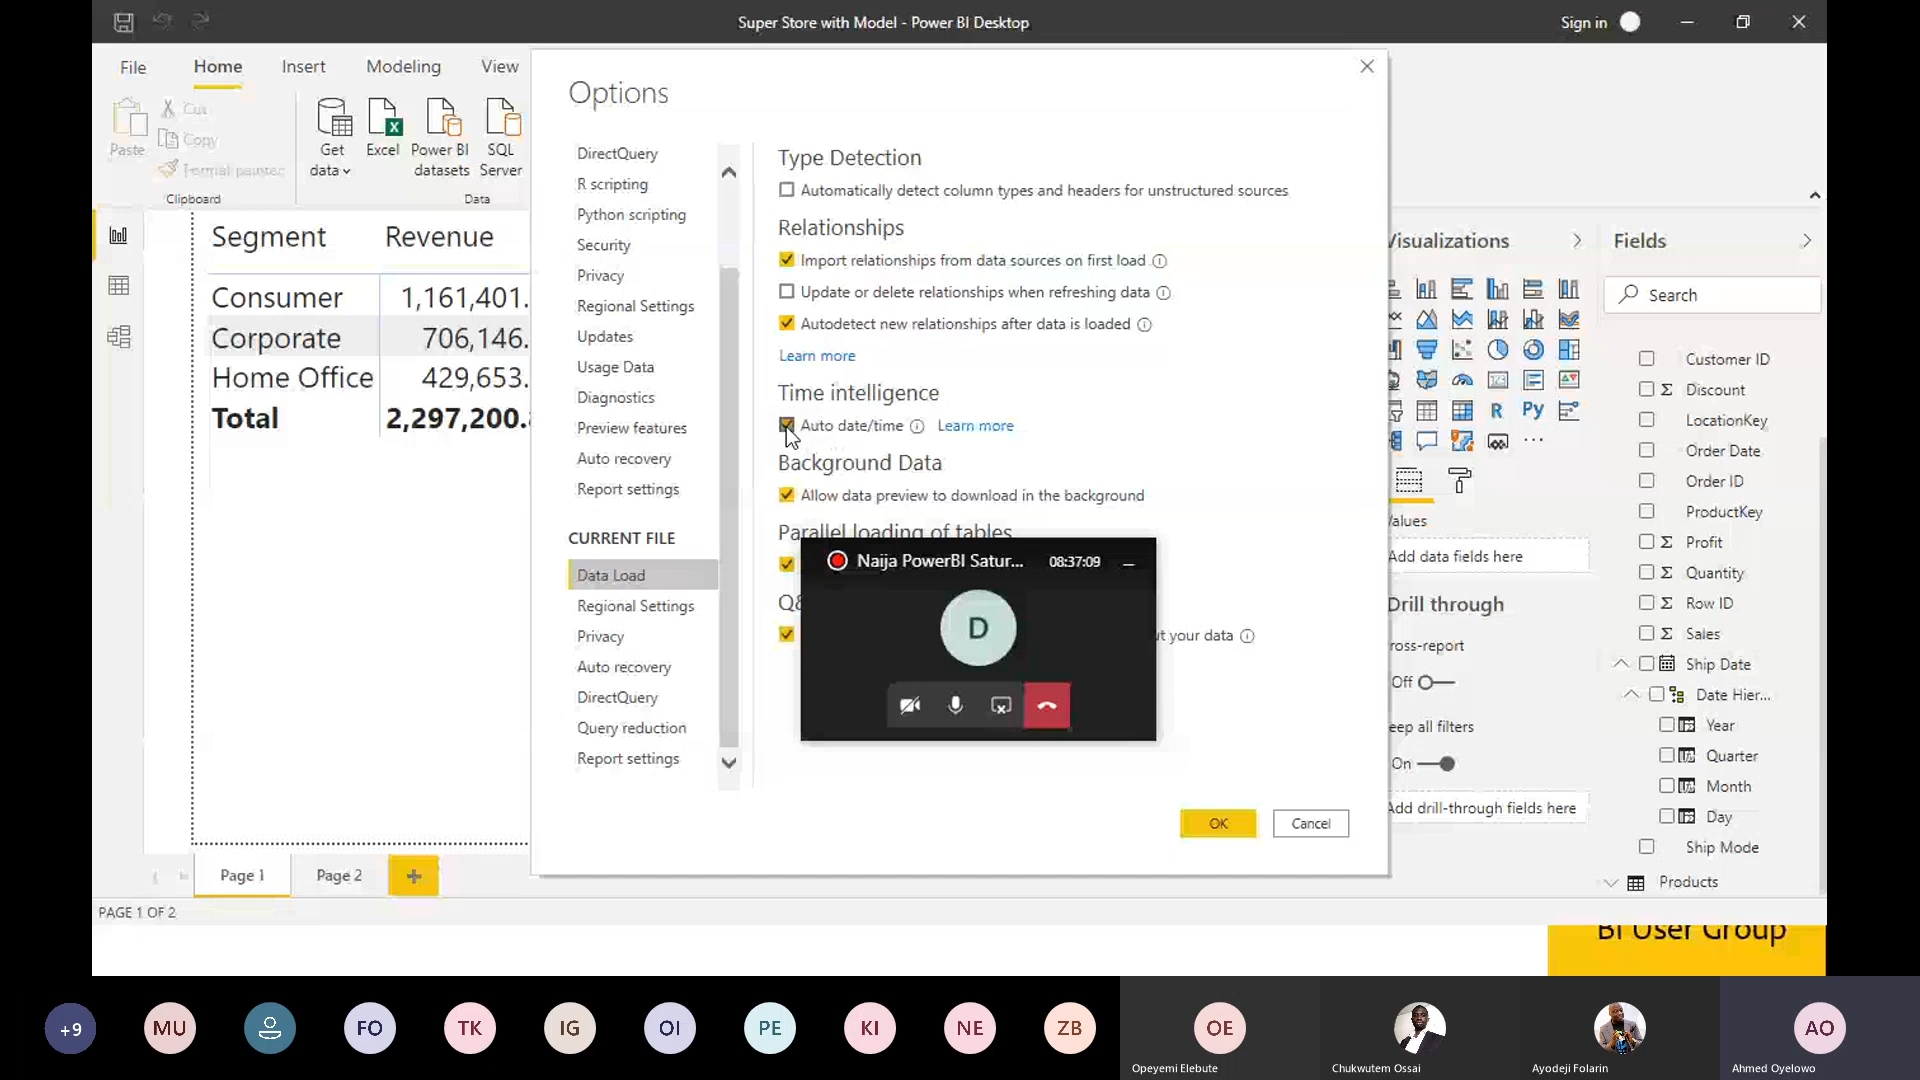 Super Store with Model - Power BI Desktop
Sign in
File
Home
Insert
Modeling
View
Paste
Cut
Copy
Format painter
Clipboard
Get data
Excel
Power BI datasets
SQL Server
Data
Segment Revenue
Consumer 1,161,401.
Corporate 706,146.
Home Office 429,653.
Total 2,297,200.
Page 1
Page 2
PAGE 1 OF 2
Options
DirectQuery
R scripting
Python scripting
Security
Privacy
Regional Settings
Updates
Usage Data
Diagnostics
Preview features
Auto recovery
Report settings
CURRENT FILE
Data Load
Regional Settings
Privacy
Auto recovery
DirectQuery
Query reduction
Report settings
Type Detection
Automatically detect column types and headers for unstructured sources
Relationships
Import relationships from data sources on first load
Update or delete relationships when refreshing data
Autodetect new relationships after data is loaded
Learn more
Time intelligence
Auto date/time Learn more
Background Data
Allow data preview to download in the background
Parallel loading of tables
Q&
ut your data
OK
Cancel
Naija PowerBI Satur... 08:37:09
D
Visualizations
R
Py
Values
Add data fields here
Drill through
ross-report
Off
eep all filters
On
Add drill-through fields here
Fields
Search
Customer ID
Discount
LocationKey
Order Date
Order ID
ProductKey
Profit
Quantity
Row ID
Sales
Ship Date
Date Hier...
Year
Quarter
Month
Day
Ship Mode
Products
BI User Group
+9
MU
FO
TK
IG
OI
PE
KI
NE
ZB
OE
AO
Opeyemi Elebute
Chukwutem Ossai
Ayodeji Folarin
Ahmed Oyelowo